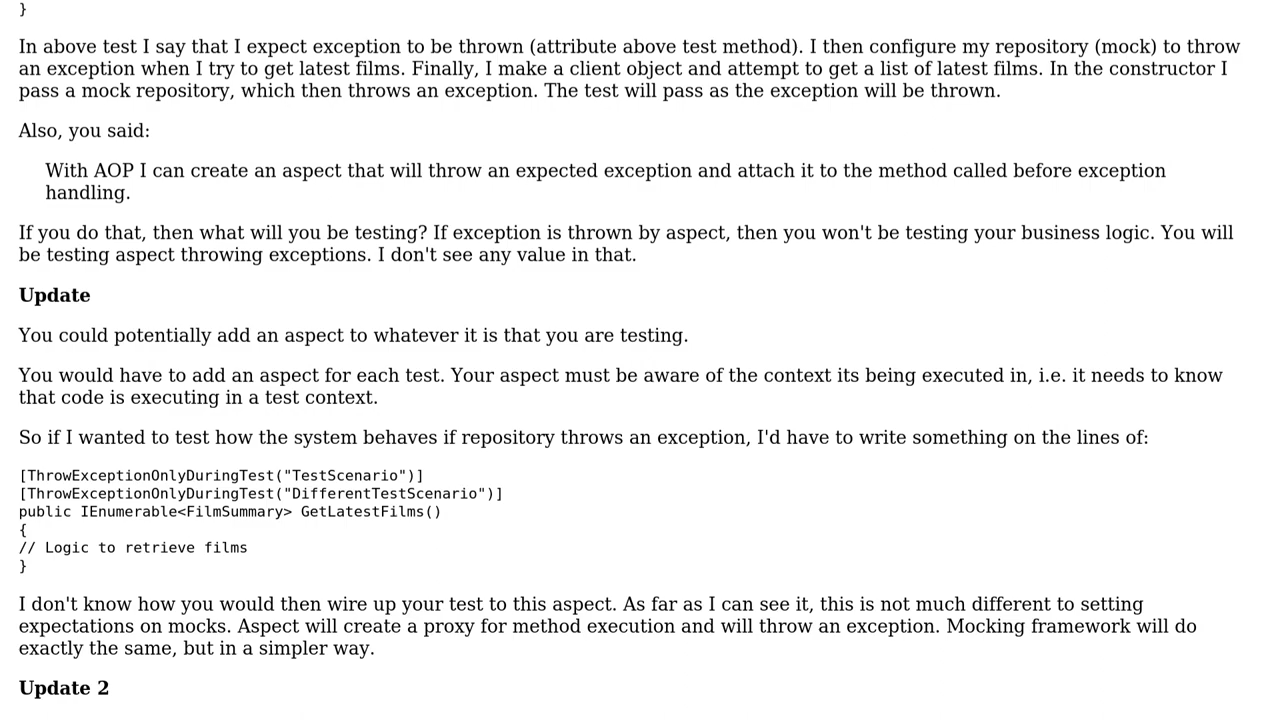 }
In above test I say that I expect exception to be thrown (attribute above test method). I then configure my repository (mock) to throw
an exception when I try to get latest films. Finally, I make a client object and attempt to get a list of latest films. In the constructor I
pass a mock repository, which then throws an exception. The test will pass as the exception will be thrown.
Also, you said:
With AOP I can create an aspect that will throw an expected exception and attach it to the method called before exception
handling.
If you do that, then what will you be testing? If exception is thrown by aspect, then you won't be testing your business logic. You will
be testing aspect throwing exceptions. I don't see any value in that.
Update
You could potentially add an aspect to whatever it is that you are testing.
You would have to add an aspect for each test. Your aspect must be aware of the context its being executed in, i.e. it needs to know
that code is executing in a test context.
So if I wanted to test how the system behaves if repository throws an exception, I'd have to write something on the lines of:
[ThrowExceptionOnlyDuringTest("TestScenario")]
[ThrowExceptionOnlyDuringTest("DifferentTestScenario")]
public IEnumerable<FilmSummary> GetLatestFilms()
{
// Logic to retrieve films
}
I don't know how you would then wire up your test to this aspect. As far as I can see it, this is not much different to setting
expectations on mocks. Aspect will create a proxy for method execution and will throw an exception. Mocking framework will do
exactly the same, but in a simpler way.
Update 2